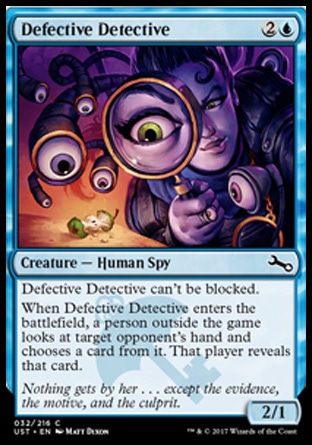 Defective Detective 2
Creature — Human Spy
Defective Detective can't be blocked.
When Defective Detective enters the
battlefield, a person outside the game
looks at target opponent's hand and
chooses a card from it. That player reveals
that card.
Nothing gets by her . . . except the evidence,
the motive, and the culprit.
2/1
032/216 C
UST • EN Matt Dixon
™ & © 2017 Wizards of the Coast